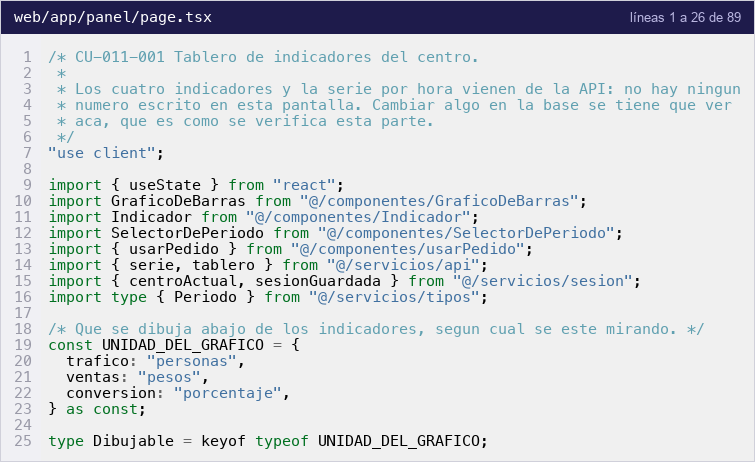 web/app/panel/page.tsx
líneas 1 a 26 de 89
1 /* CU-011-001 Tablero de indicadores del centro.
2  *
3  * Los cuatro indicadores y la serie por hora vienen de la API: no hay ningun
4  * numero escrito en esta pantalla. Cambiar algo en la base se tiene que ver
5  * aca, que es como se verifica esta parte.
6  */
7 "use client";
8
9 import { useState } from "react";
10 import GraficoDeBarras from "@/componentes/GraficoDeBarras";
11 import Indicador from "@/componentes/Indicador";
12 import SelectorDePeriodo from "@/componentes/SelectorDePeriodo";
13 import { usarPedido } from "@/componentes/usarPedido";
14 import { serie, tablero } from "@/servicios/api";
15 import { centroActual, sesionGuardada } from "@/servicios/sesion";
16 import type { Periodo } from "@/servicios/tipos";
17
18 /* Que se dibuja abajo de los indicadores, segun cual se este mirando. */
19 const UNIDAD_DEL_GRAFICO = {
20   trafico: "personas",
21   ventas: "pesos",
22   conversion: "porcentaje",
23 } as const;
24
25 type Dibujable = keyof typeof UNIDAD_DEL_GRAFICO;